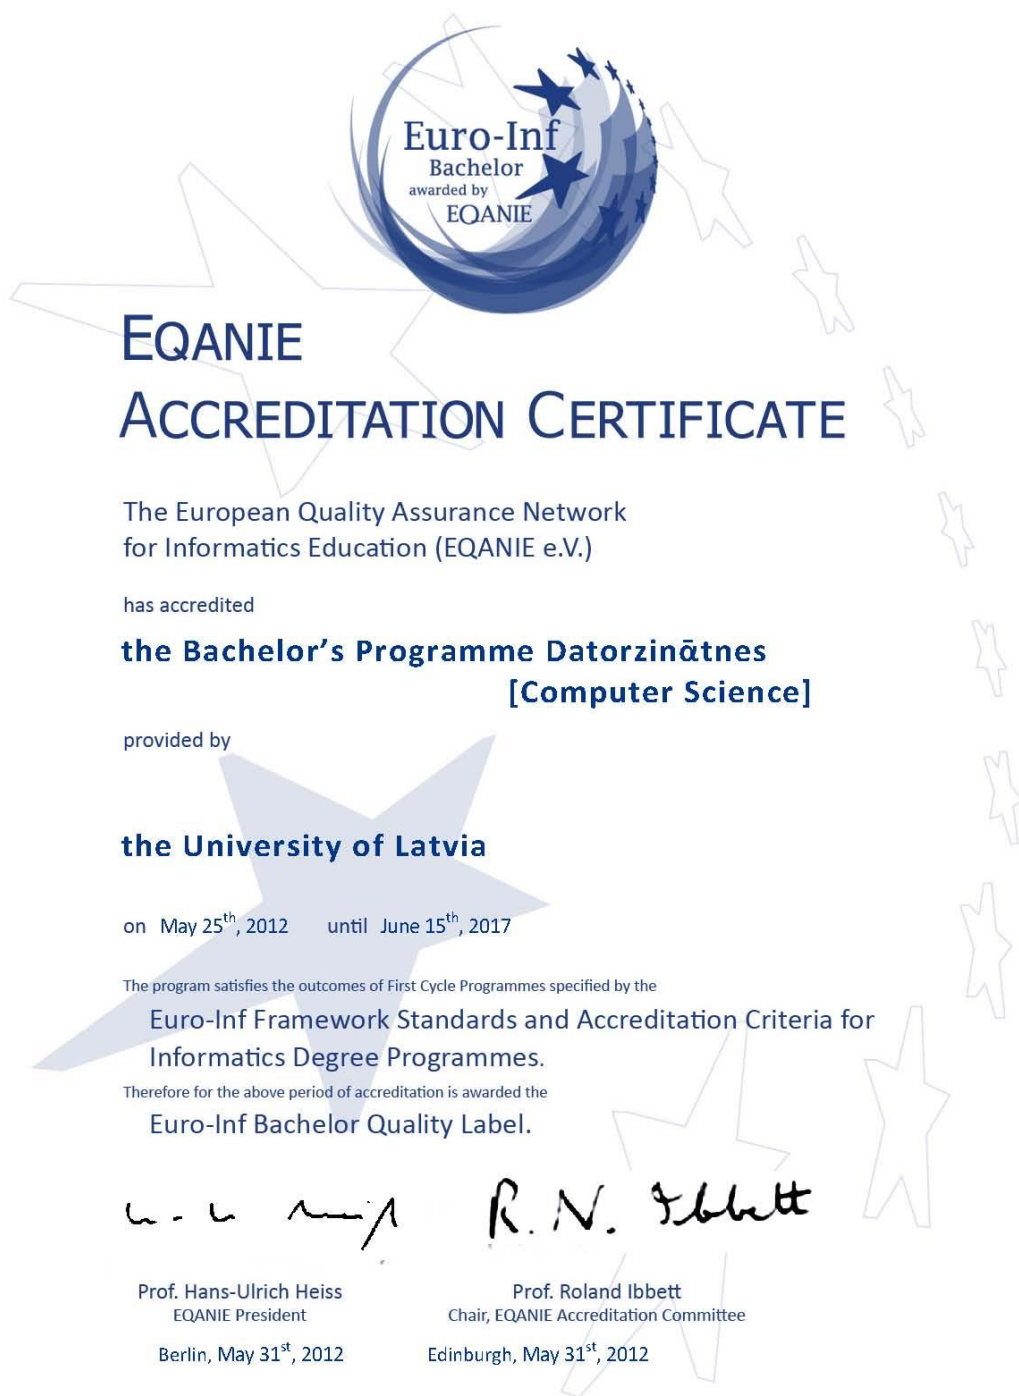 Euro-Inf
Bachelor
awarded by
EQANIE
EQANIE
ACCREDITATION CERTIFICATE
The European Quality Assurance Network
for Informatics Education (EQANIE e.V.)
has accredited
the Bachelor’s Programme Datorzinātnes
[Computer Science]
provided by
the University of Latvia
on May 25th, 2012 until June 15th, 2017
The program satisfies the outcomes of First Cycle Programmes specified by the
Euro-Inf Framework Standards and Accreditation Criteria for
Informatics Degree Programmes.
Therefore for the above period of accreditation is awarded the
Euro-Inf Bachelor Quality Label.
R. N. Ibbett
Prof. Hans-Ulrich Heiss Prof. Roland Ibbett
EQANIE President Chair, EQANIE Accreditation Committee
Berlin, May 31st, 2012 Edinburgh, May 31st, 2012